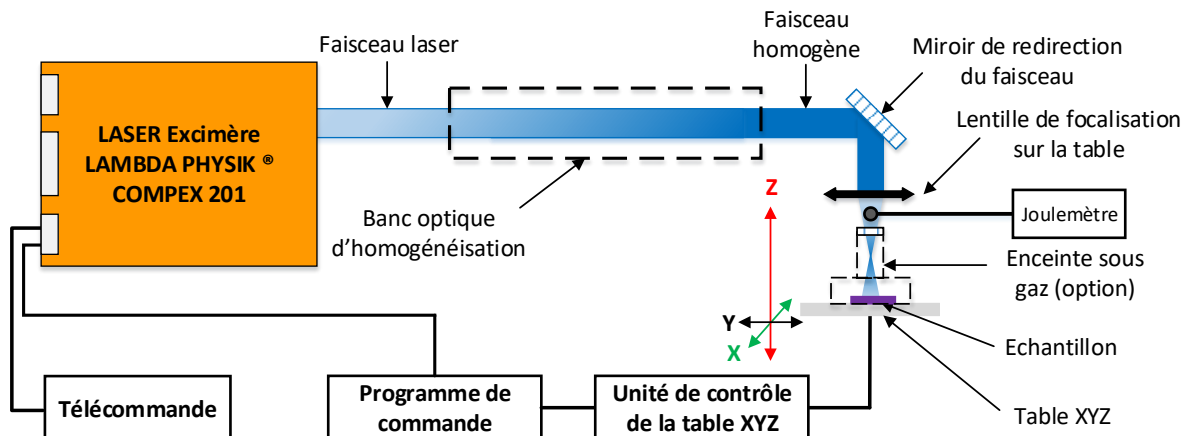 Faisceau laser
Faisceau
homogène
Miroir de redirection
du faisceau
LASER Excimère
LAMBDA PHYSIK ®
COMPEX 201
Lentille de focalisation
sur la table
Z
Joulemètre
Banc optique
d'homogénéisation
Enceinte sous
gaz (option)
Y
X
Echantillon
Télécommande
Programme de
commande
Unité de contrôle
de la table XYZ
Table XYZ